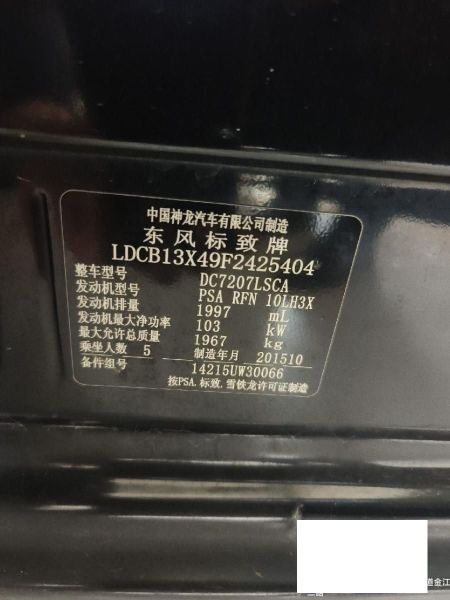 中国神龙汽车有限公司制造
东风标致牌
LDCB13X49F2425404
整车型号 DC7207LSCA
发动机型号 PSA RFN 10LH3X
发动机排量 1997 mL
发动机最大净功率 103 kW
最大允许总质量 1967 kg
乘坐人数 5 制造年月 201510
备件组号 14215UW30066
按PSA.标致.雪铁龙许可证制造
道金江